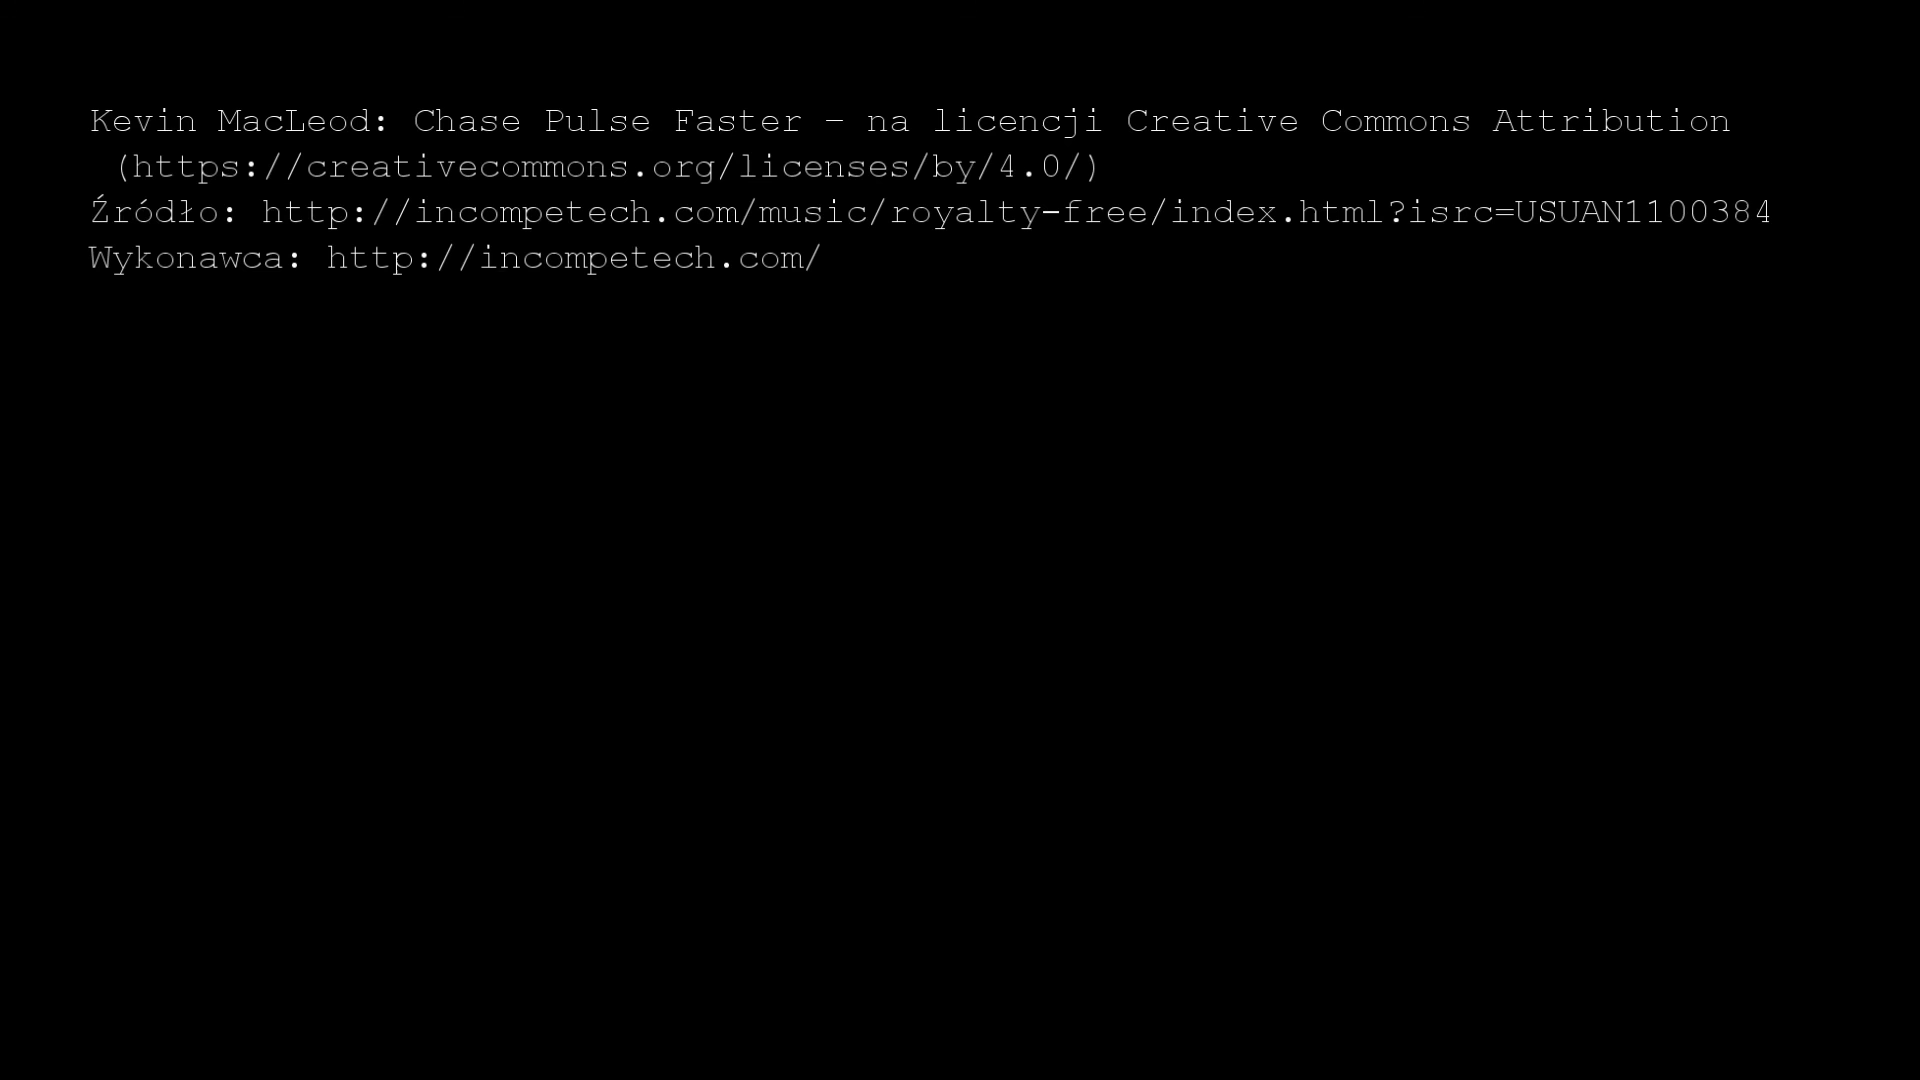 Kevin MacLeod: Chase Pulse Faster – na licencji Creative Commons Attribution
(https://creativecommons.org/licenses/by/4.0/)
Źródło: http://incompetech.com/music/royalty-free/index.html?isrc=USUAN1100384
Wykonawca: http://incompetech.com/